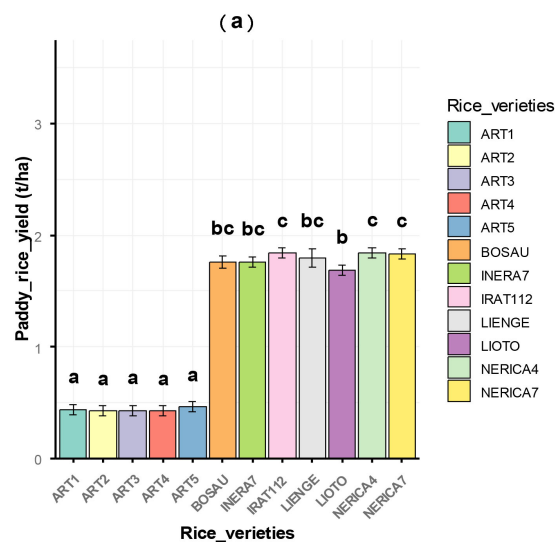 (a)
Paddy_rice_yield (t/ha)
3
2
1
0
a a a a a bc bc c bc b c c
ART1 ART2 ART3 ART4 ART5 BOSAU INERA7 IRAT112 LIENGE LIOTO NERICA4 NERICA7
Rice_verieties
Rice_verieties
ART1
ART2
ART3
ART4
ART5
BOSAU
INERA7
IRAT112
LIENGE
LIOTO
NERICA4
NERICA7